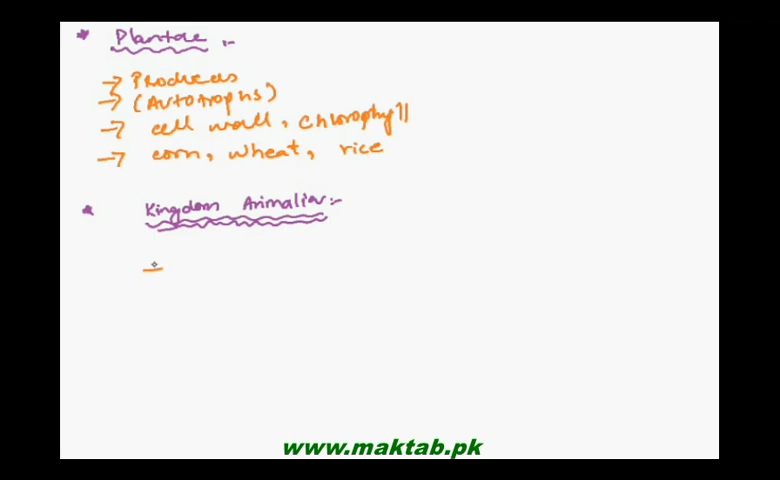 * Plantae :-
→ Producers
→ (Autotrophs)
→ cell wall, chlorophyll
→ corn, wheat, rice
* Kingdom Animalia :-
www.maktab.pk